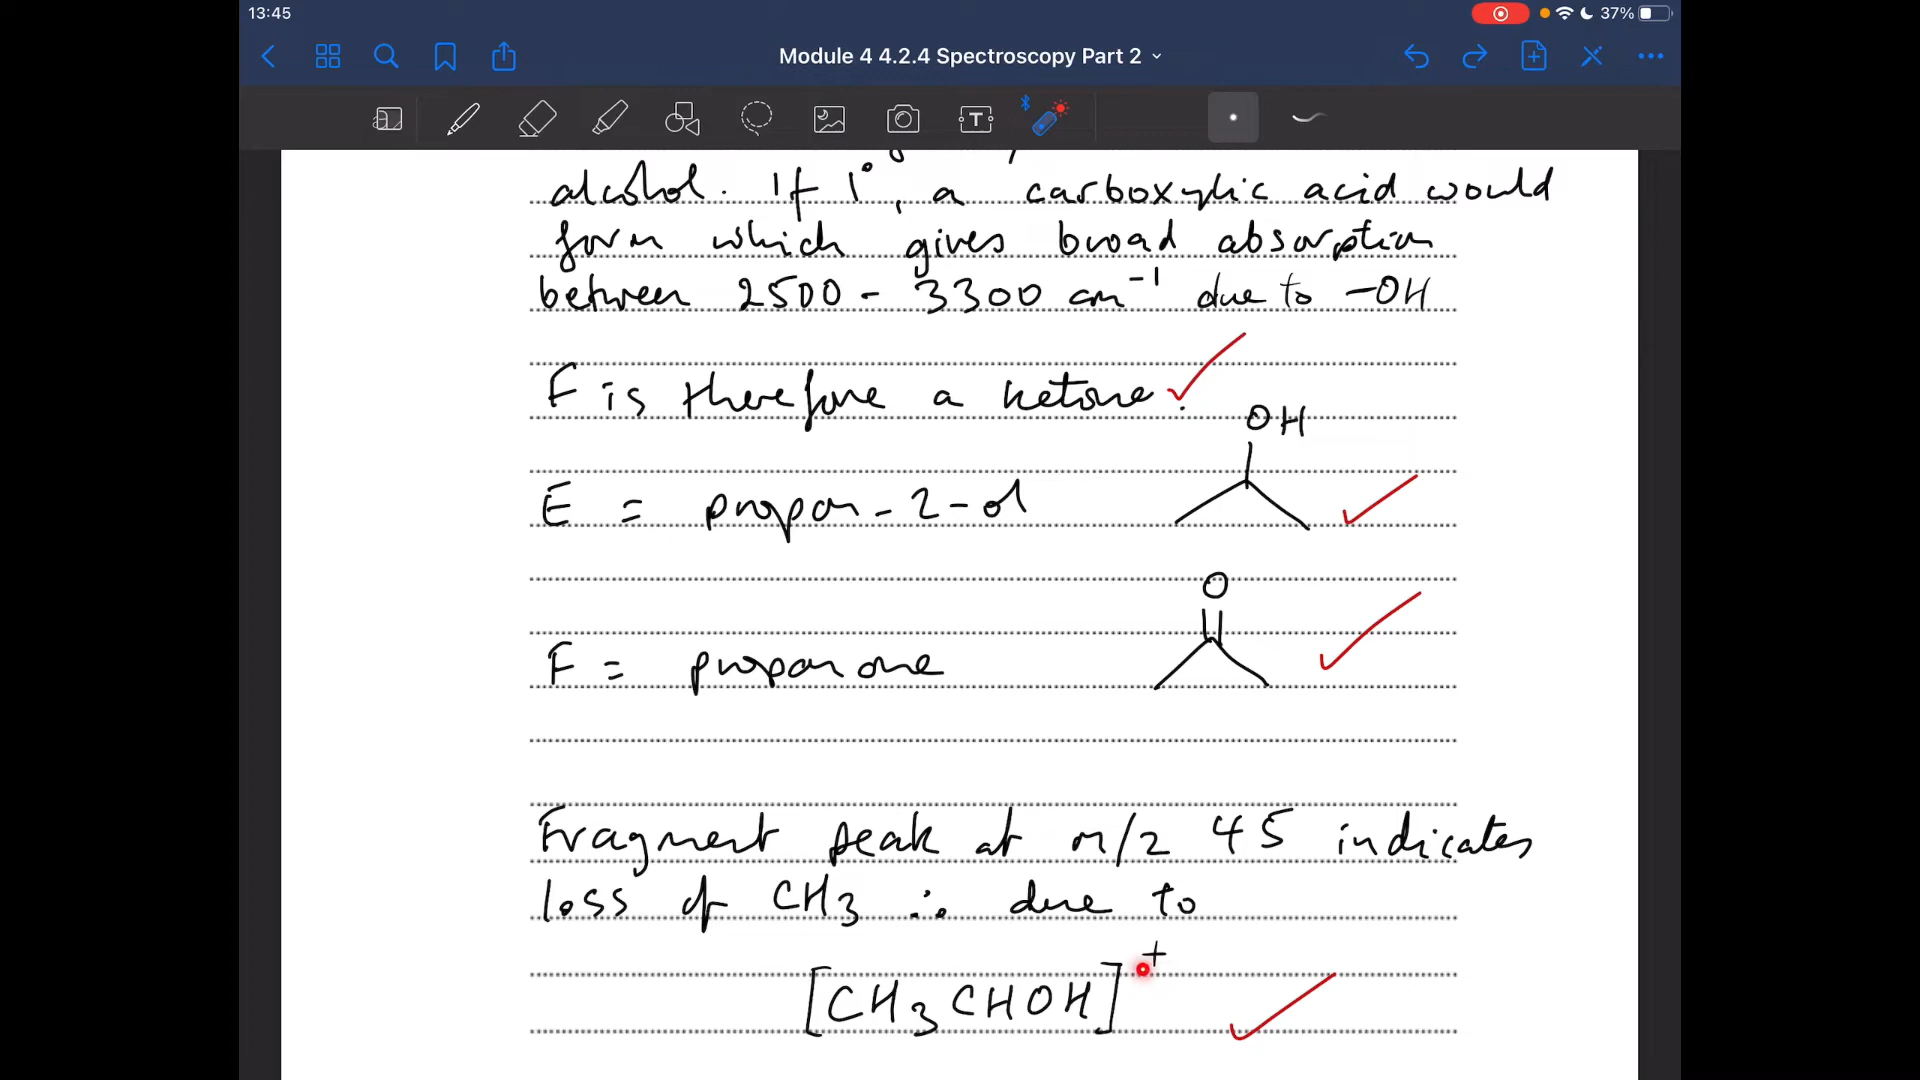 13:45
37%
Module 4 4.2.4 Spectroscopy Part 2
alcohol. If 1°, a carboxylic acid would
form which gives broad absorption
between 2500 - 3300 cm⁻¹ due to -OH
F is therefore a ketone.
OH
E = propan-2-ol
O
F = propanone
Fragment peak at m/z 45 indicates
loss of CH3 ∴ due to
[CH3CHOH]+